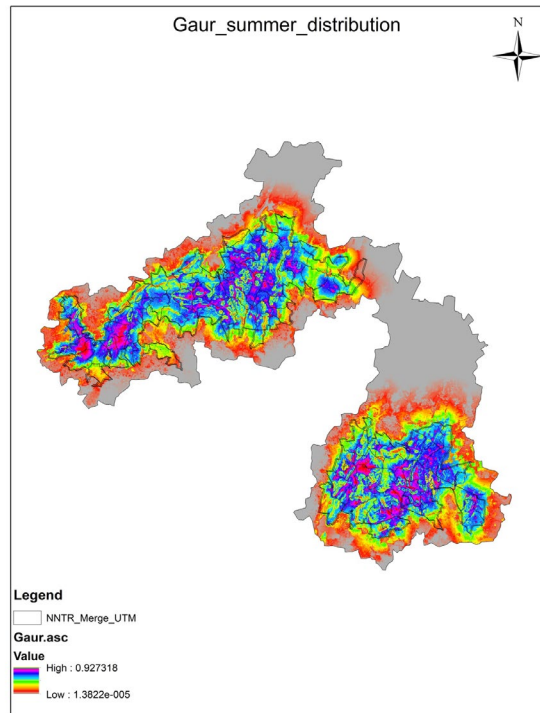 Gaur_summer_distribution
N
Legend
NNTR_Merge_UTM
Gaur.asc
Value
High : 0.927318
Low : 1.3822e-005